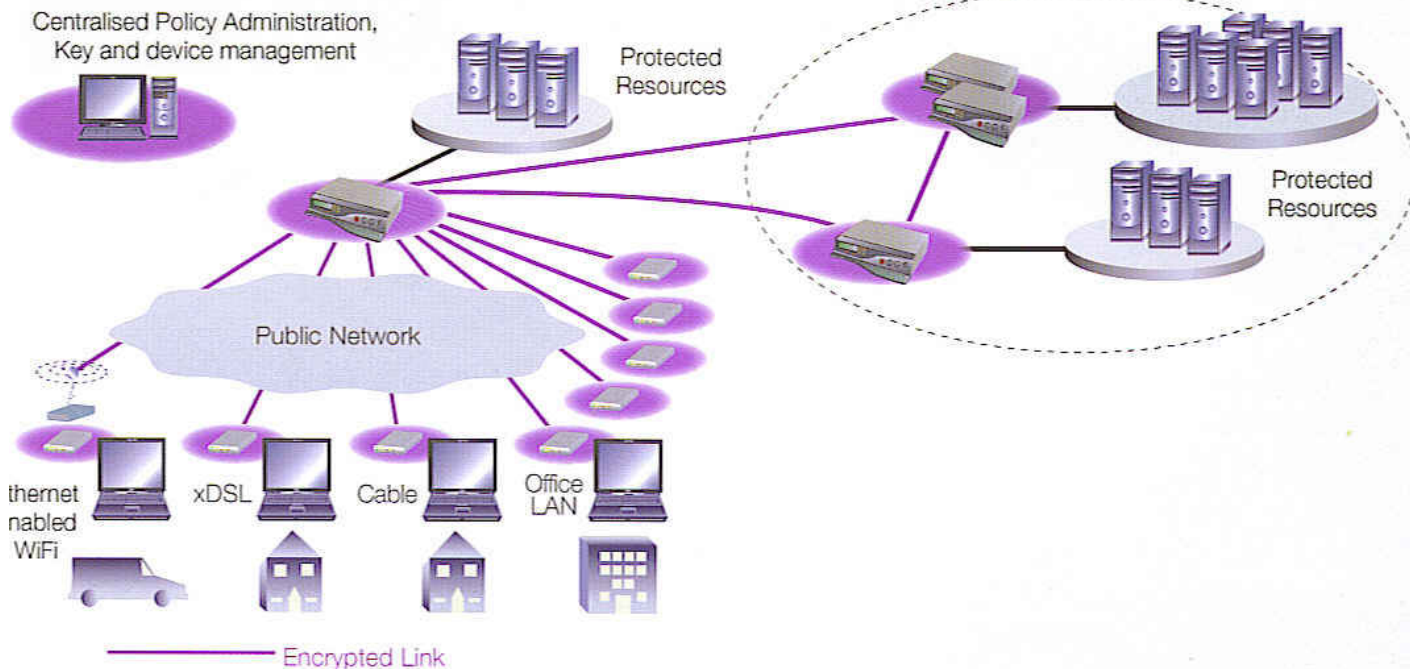 Centralised Policy Administration,
Key and device management
Protected
Resources
Protected
Resources
Public Network
thernet
nabled
WiFi
xDSL
Cable
Office
LAN
Encrypted Link